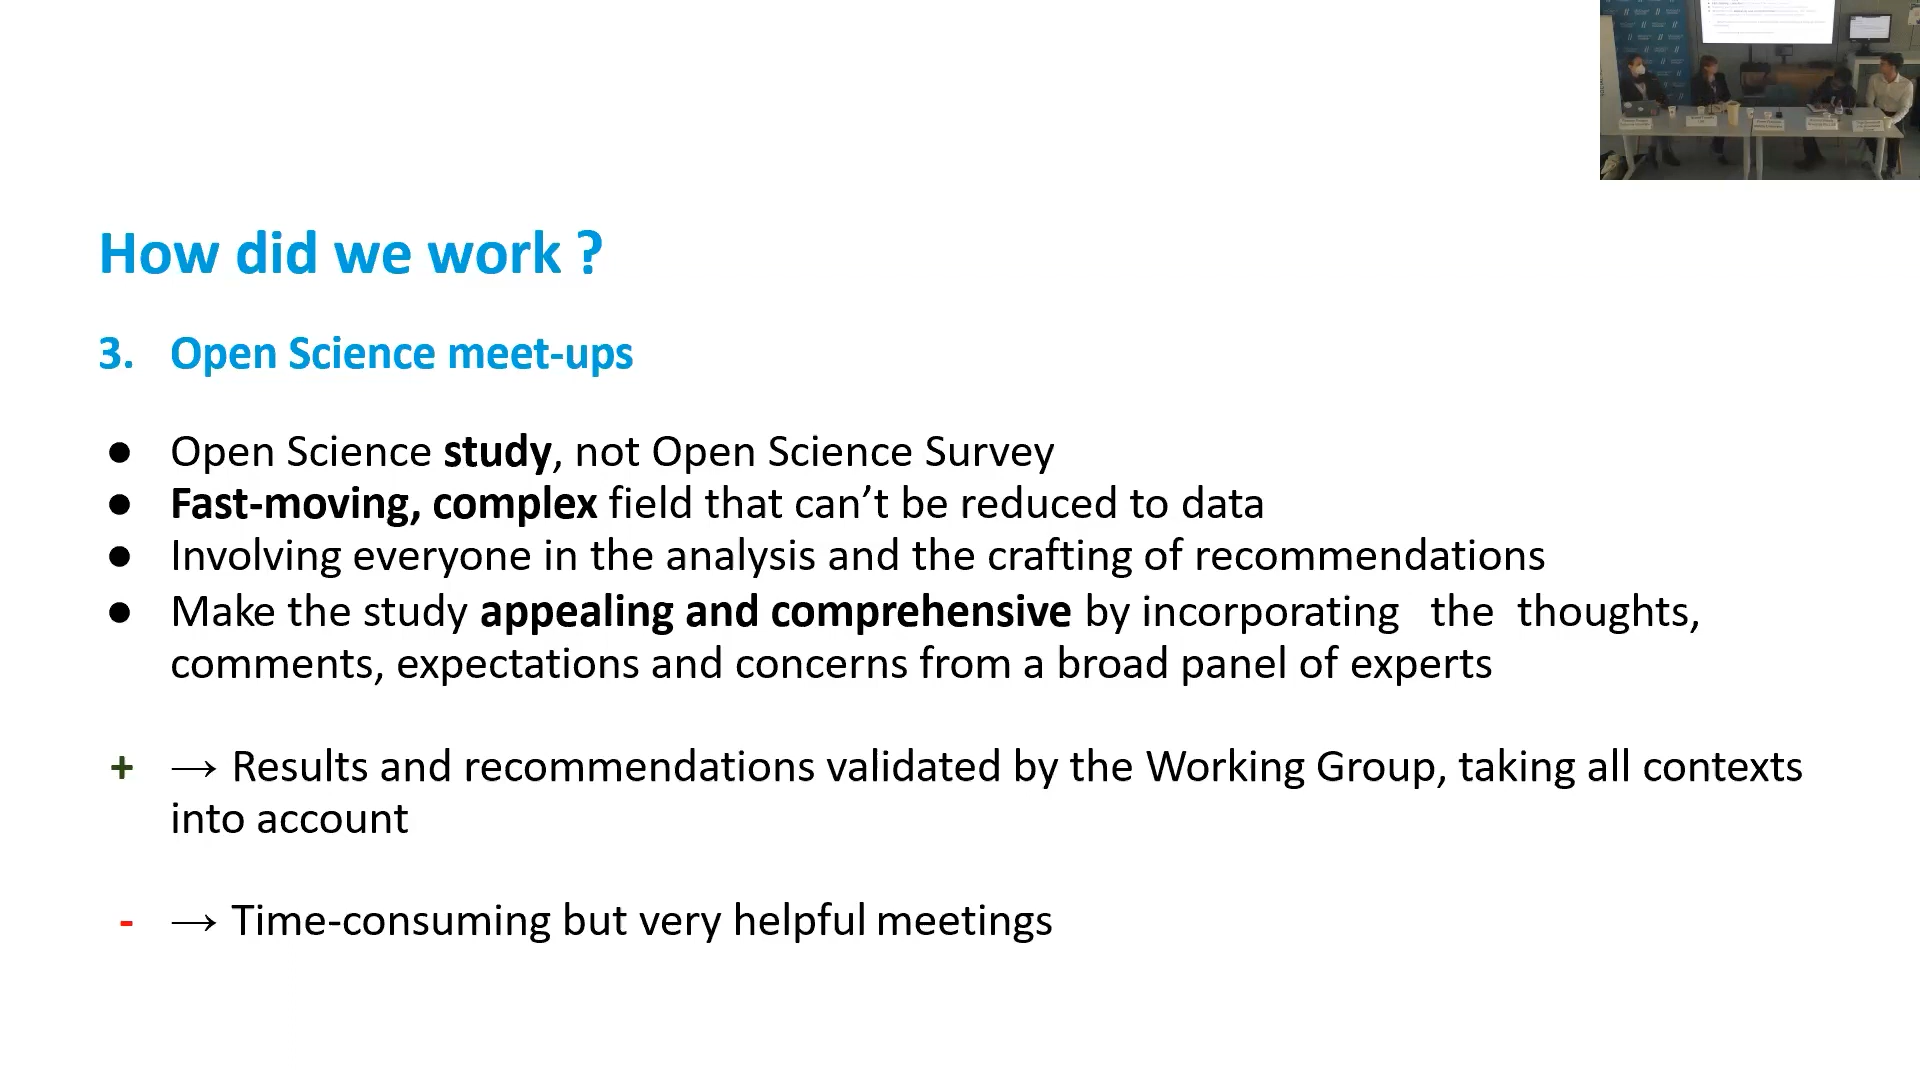 How did we work ?
3. Open Science meet-ups
● Open Science study, not Open Science Survey
● Fast-moving, complex field that can’t be reduced to data
● Involving everyone in the analysis and the crafting of recommendations
● Make the study appealing and comprehensive by incorporating the thoughts,
comments, expectations and concerns from a broad panel of experts
+ → Results and recommendations validated by the Working Group, taking all contexts
into account
- → Time-consuming but very helpful meetings